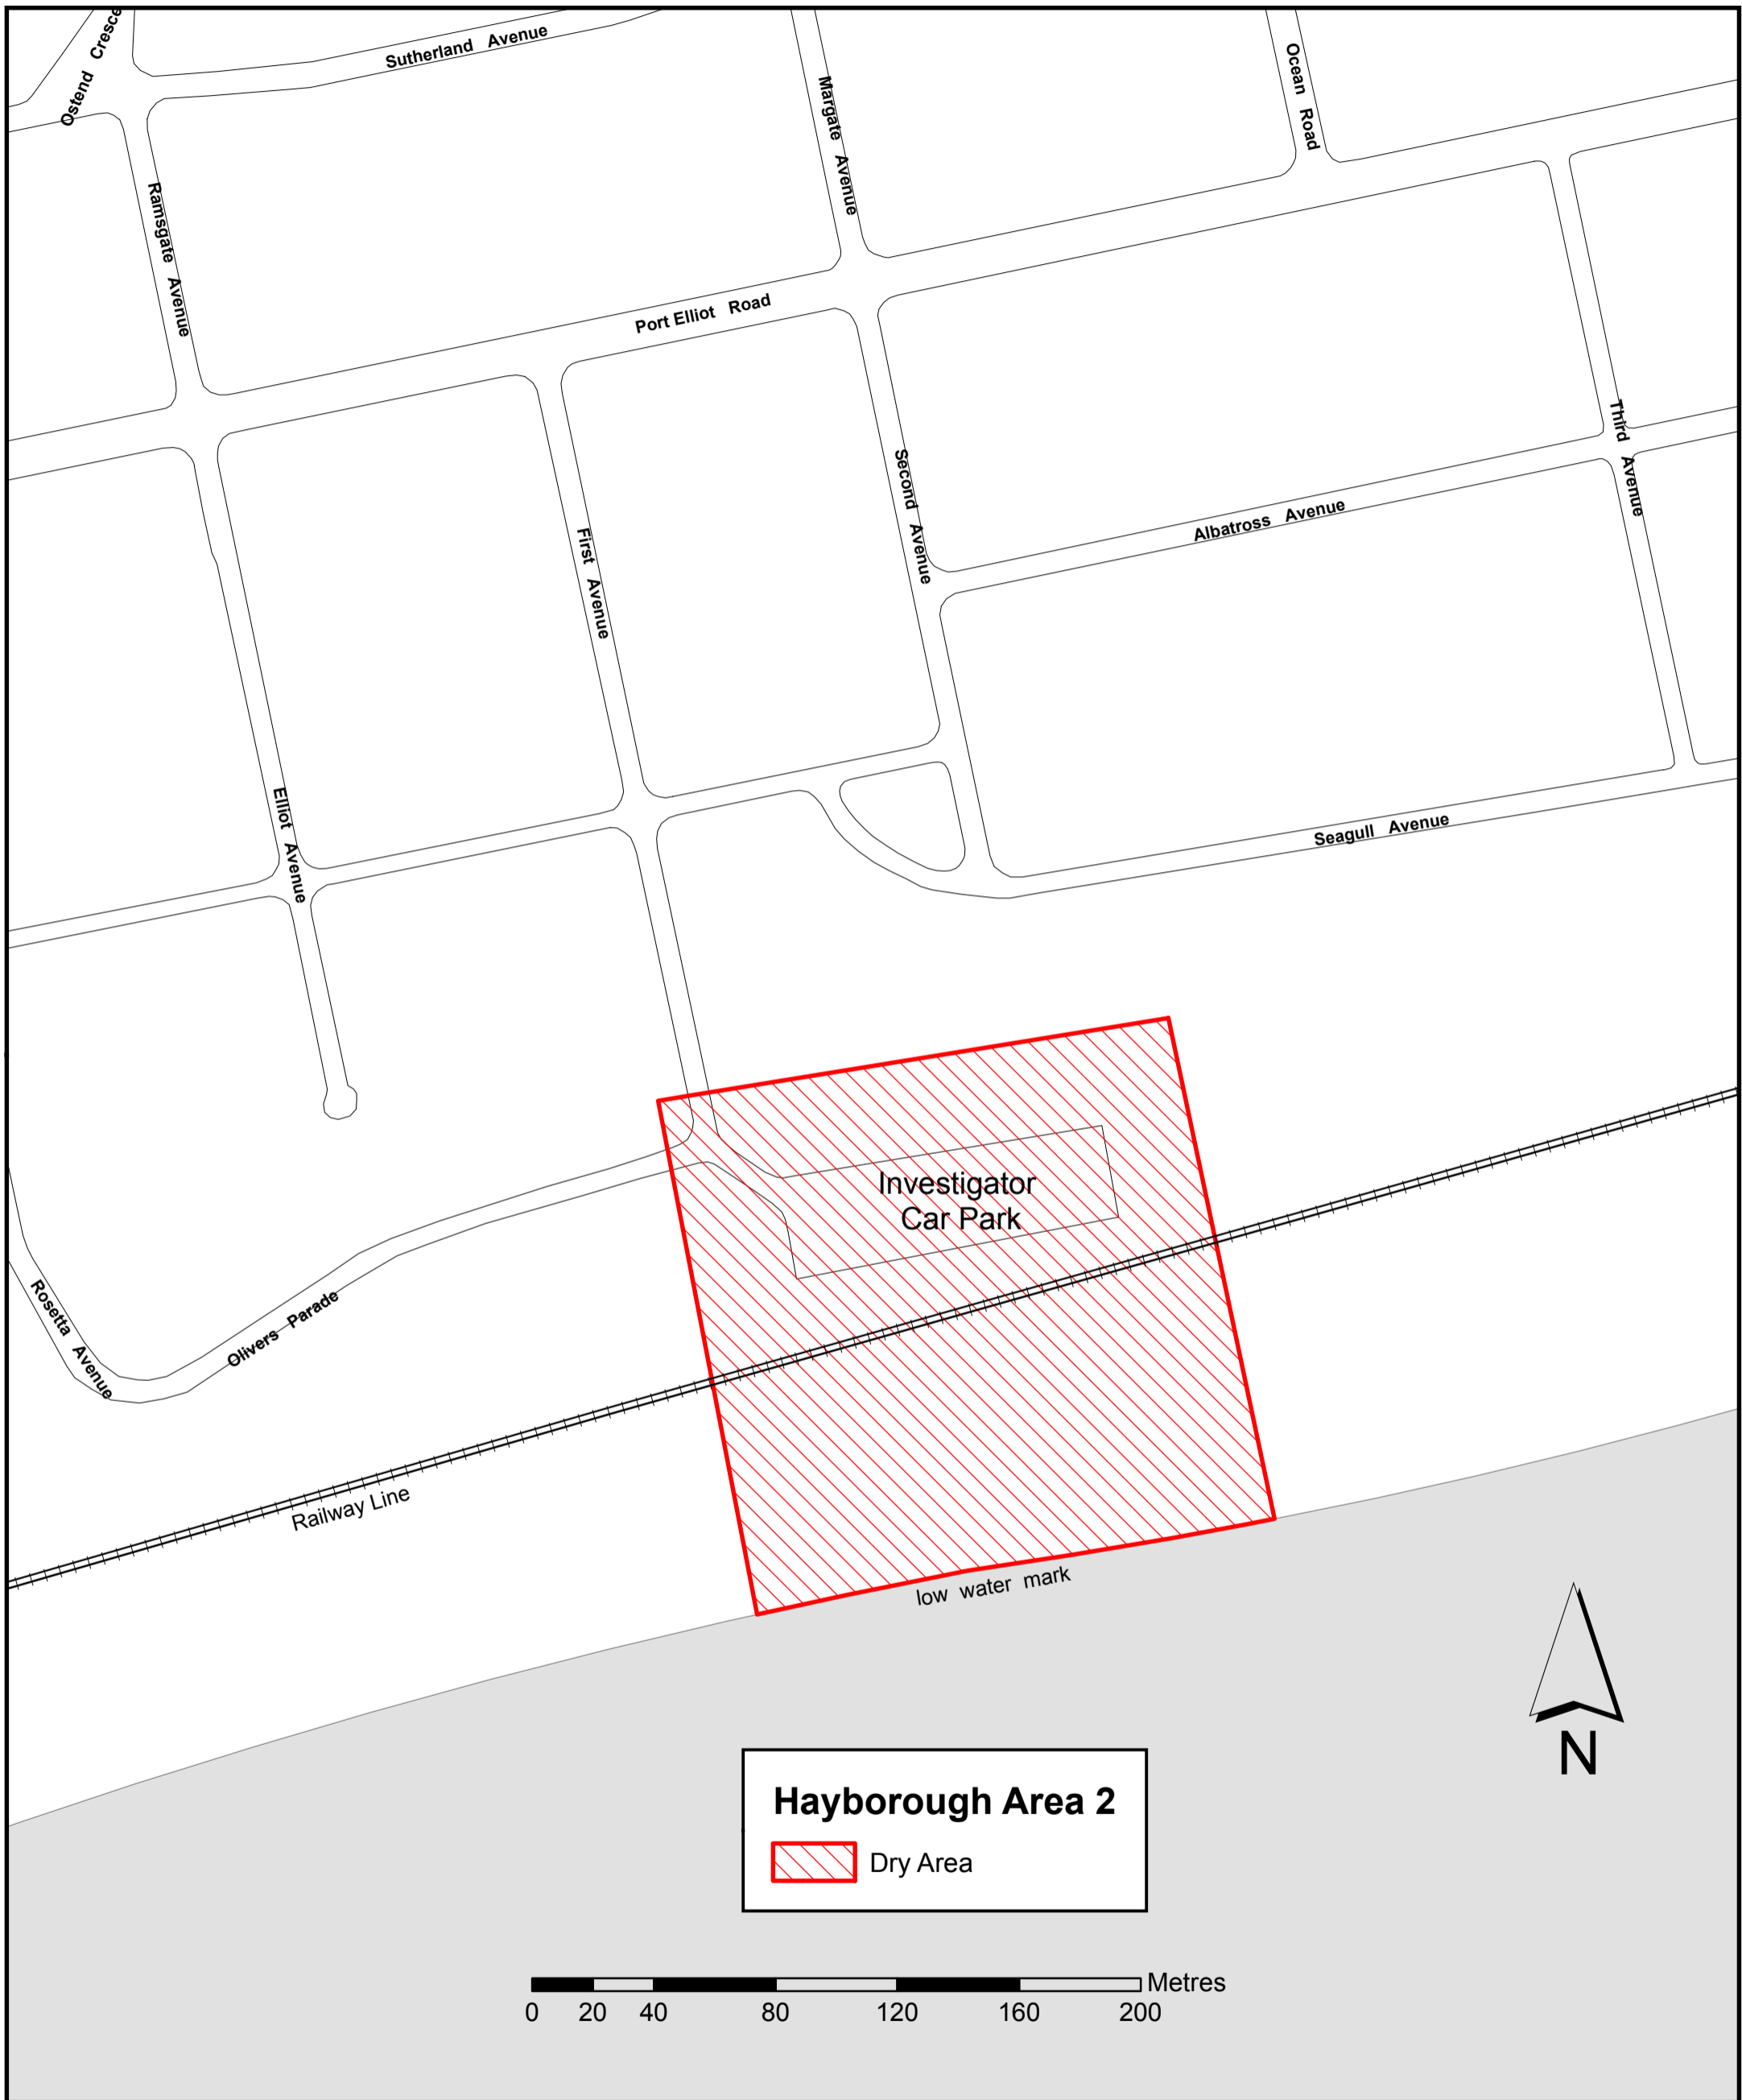 Ostend Cresce
Sutherland Avenue
Margate Avenue
Ocean Road
Ramsgate Avenue
Port Elliot Road
Third Avenue
Second Avenue
Albatross Avenue
First Avenue
Elliot Avenue
Seagull Avenue
Investigator
Car Park
Rosetta Avenue
Olivers Parade
Railway Line
low water mark
N
Hayborough Area 2
Dry Area
Metres
0 20 40 80 120 160 200